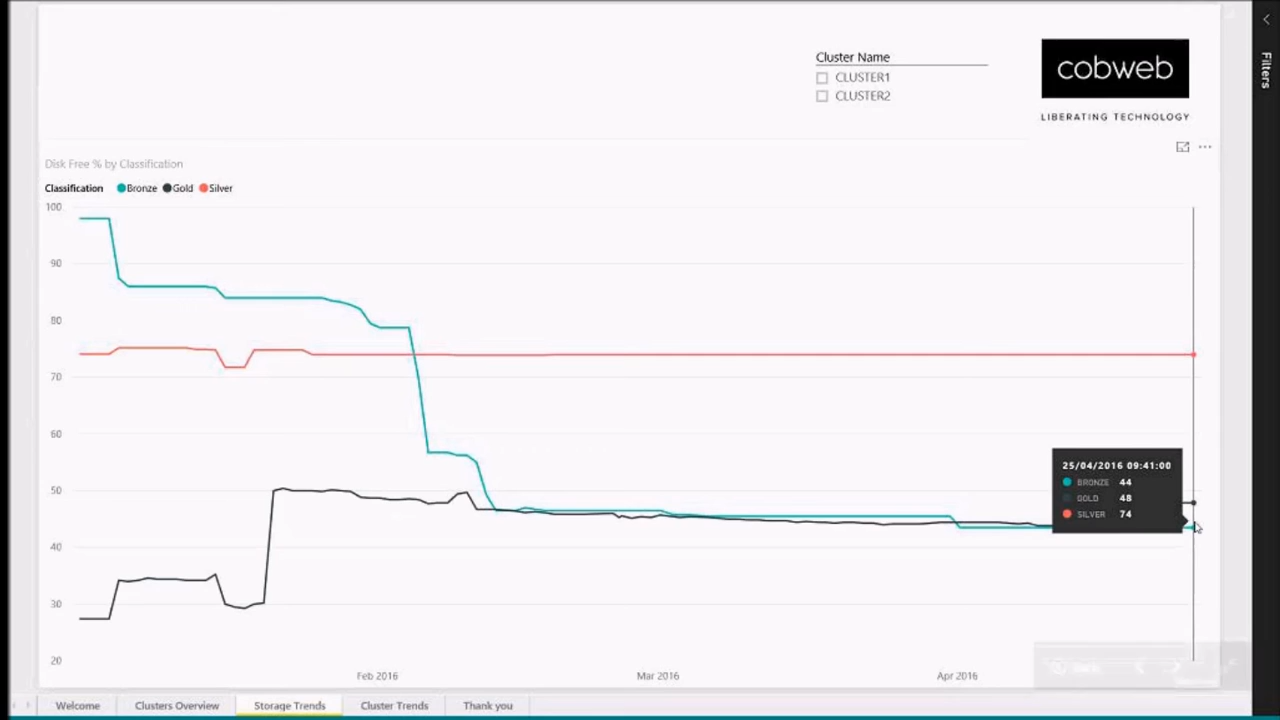 Cluster Name
CLUSTER1
CLUSTER2
cobweb
LIBERATING TECHNOLOGY
Filters
Disk Free % by Classification
Classification Bronze Gold Silver
100
90
80
70
60
50
40
30
20
25/04/2016 09:41:00
BRONZE 44
GOLD 48
SILVER 74
Feb 2016 Mar 2016 Apr 2016
Welcome Clusters Overview Storage Trends Cluster Trends Thank you